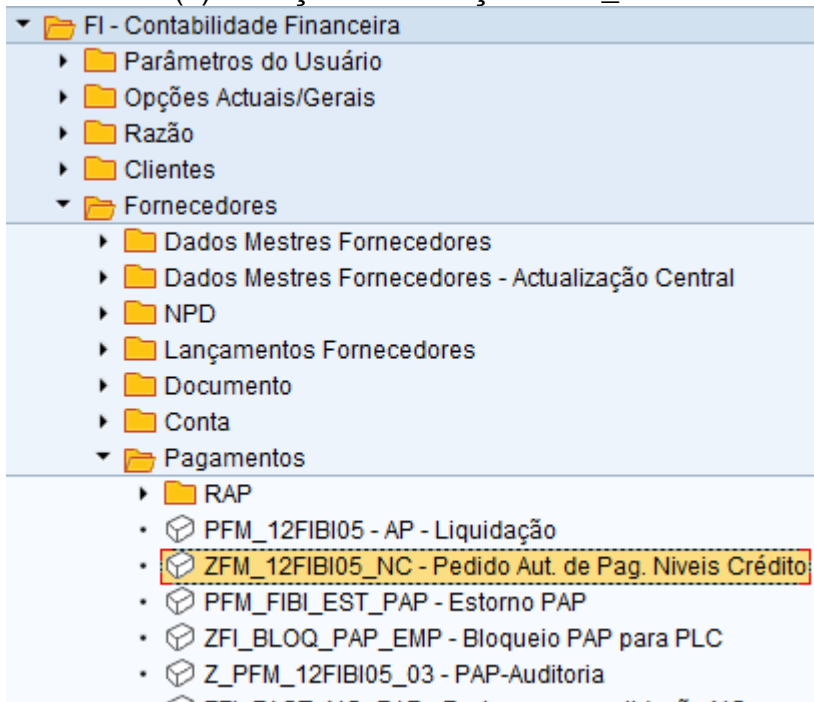 FI - Contabilidade Financeira
Parâmetros do Usuário
Opções Actuais/Gerais
Razão
Clientes
Fornecedores
Dados Mestres Fornecedores
Dados Mestres Fornecedores - Actualização Central
NPD
Lançamentos Fornecedores
Documento
Conta
Pagamentos
RAP
PFM_12FIBI05 - AP - Liquidação
ZFM_12FIBI05_NC - Pedido Aut. de Pag. Niveis Crédito
PFM_FIBI_EST_PAP - Estorno PAP
ZFI_BLOQ_PAP_EMP - Bloqueio PAP para PLC
Z_PFM_12FIBI05_03 - PAP-Auditoria